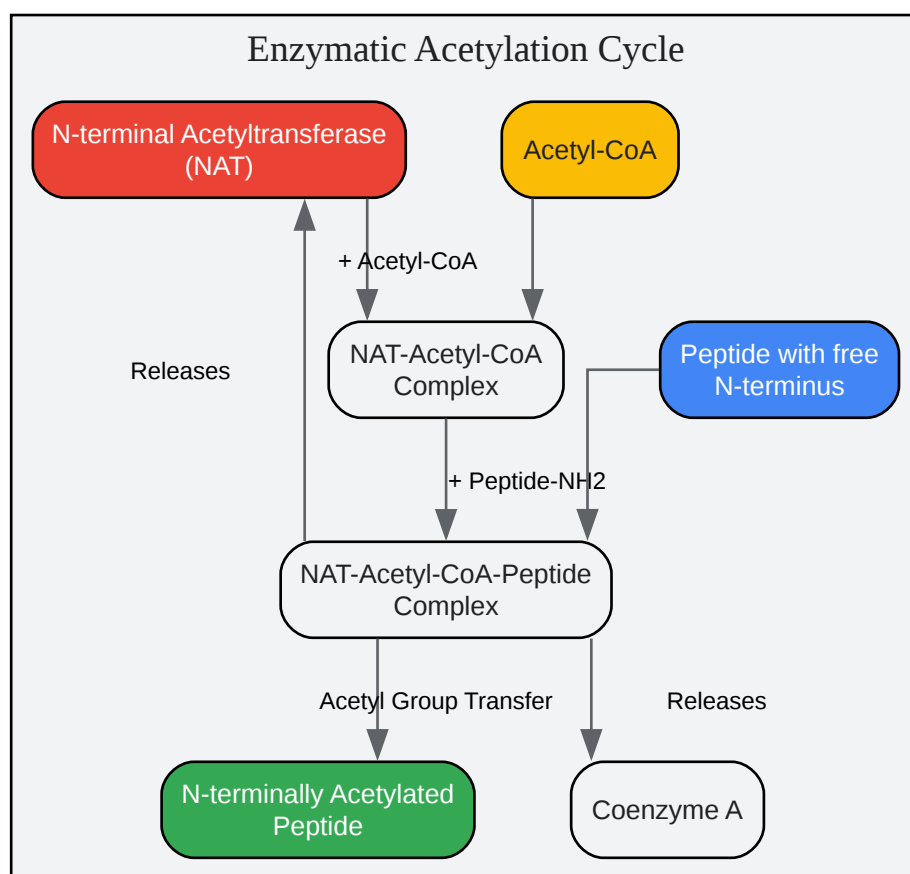 Enzymatic Acetylation Cycle
N-terminal Acetyltransferase
(NAT)
Acetyl-CoA
+ Acetyl-CoA
NAT-Acetyl-CoA
Complex
Peptide with free
N-terminus
Releases
+ Peptide-NH2
NAT-Acetyl-CoA-Peptide
Complex
Acetyl Group Transfer
Releases
N-terminally Acetylated
Peptide
Coenzyme A